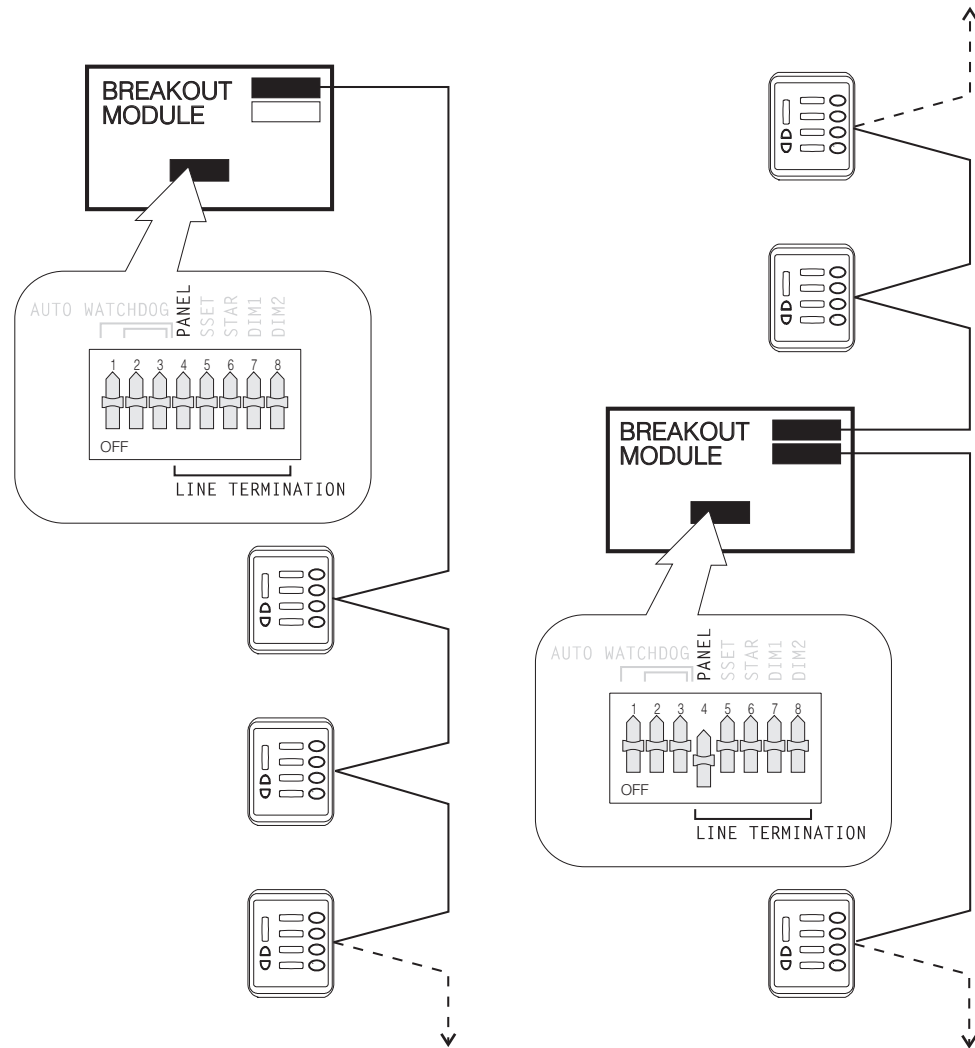 BREAKOUT
MODULE
AUTO WATCHDOG PANEL SSET STAR DIM1 DIM2
1 2 3 4 5 6 7 8
OFF
LINE TERMINATION
BREAKOUT
MODULE
AUTO WATCHDOG PANEL SSET STAR DIM1 DIM2
1 2 3 4 5 6 7 8
OFF
LINE TERMINATION